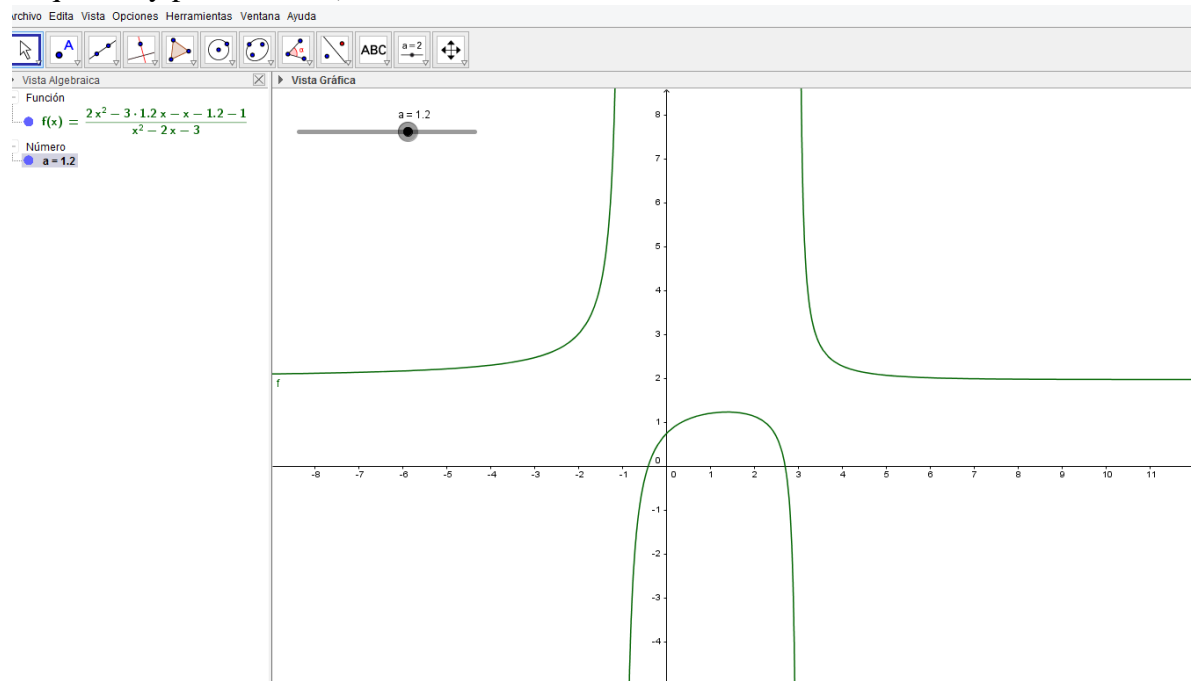 Archivo Edita Vista Opciones Herramientas Ventana Ayuda
A
α
ABC
a=2
Vista Algebraica
Vista Gráfica
Función
f(x) = (2x² − 3 · 1.2 x − x − 1.2 − 1) / (x² − 2x − 3)
Número
a = 1.2
a = 1.2
8
7
6
5
4
3
2
1
0
-1
-2
-3
-4
f
-8 -7 -6 -5 -4 -3 -2 -1 0 1 2 3 4 5 6 7 8 9 10 11